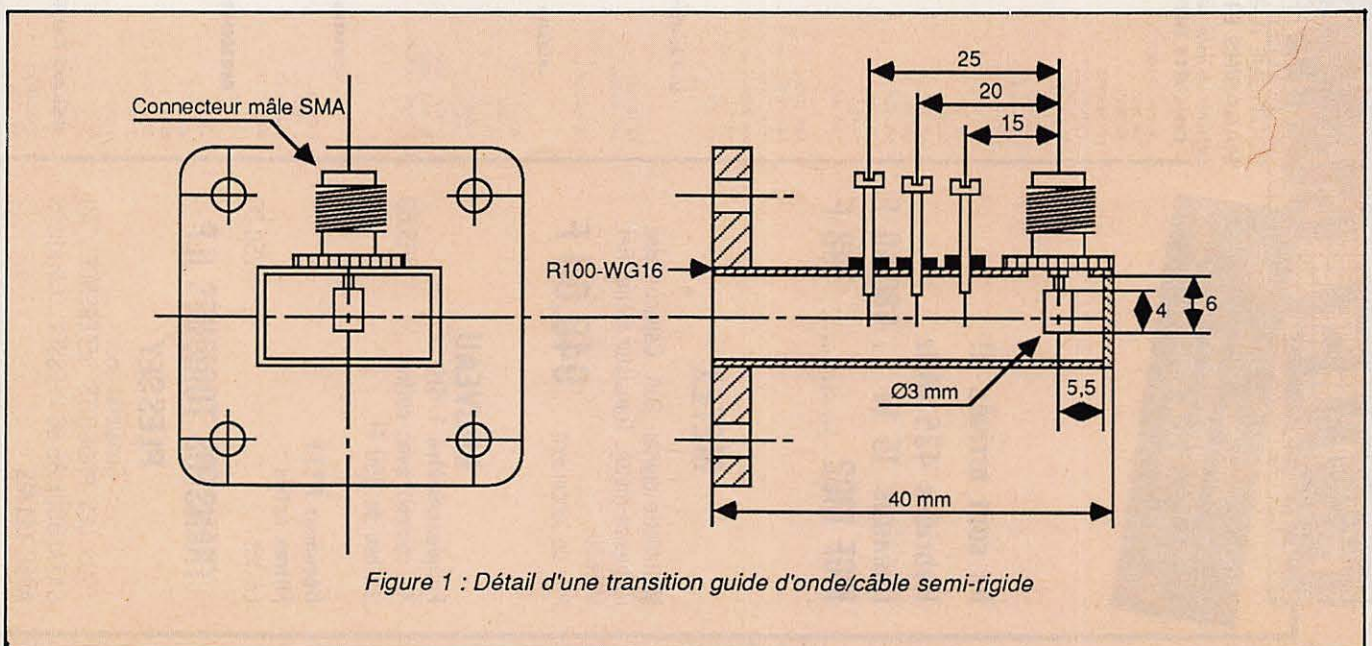 Connecteur mâle SMA
25
20
15
R100-WG16
4
6
Ø3 mm
5,5
40 mm
Figure 1 : Détail d'une transition guide d'onde/câble semi-rigide